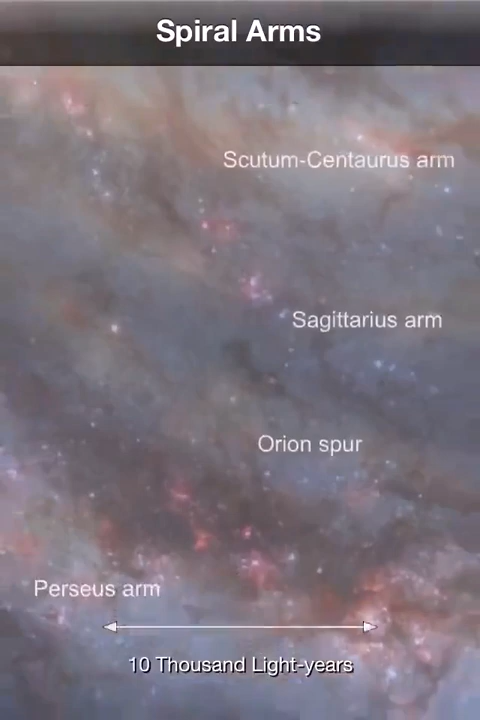 Spiral Arms
Scutum-Centaurus arm
Sagittarius arm
Orion spur
Perseus arm
10 Thousand Light-years